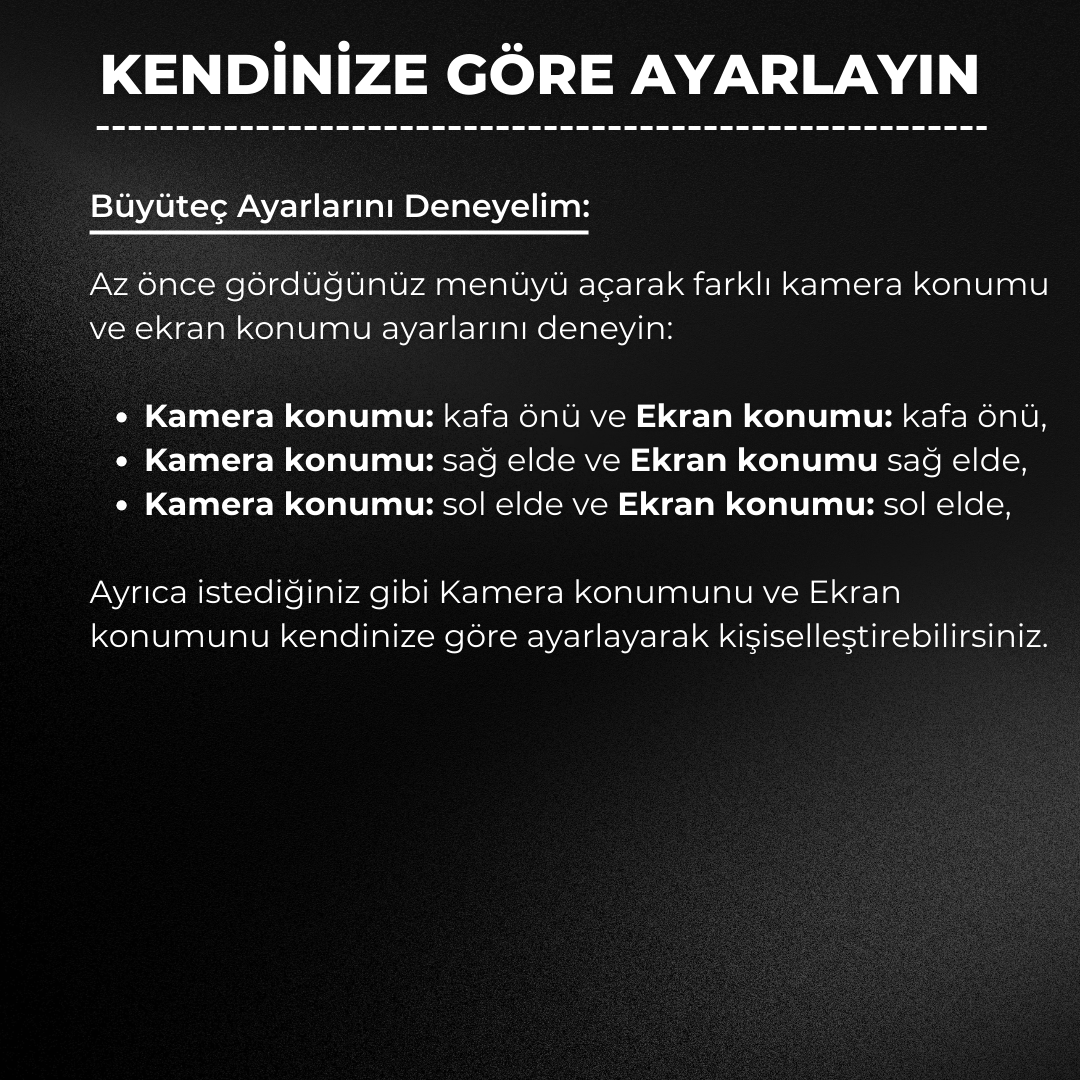 KENDİNİZE GÖRE AYARLAYIN
Büyüteç Ayarlarını Deneyelim:
Az önce gördüğünüz menüyü açarak farklı kamera konumu
ve ekran konumu ayarlarını deneyin:
• Kamera konumu: kafa önü ve Ekran konumu: kafa önü,
• Kamera konumu: sağ elde ve Ekran konumu sağ elde,
• Kamera konumu: sol elde ve Ekran konumu: sol elde,
Ayrıca istediğiniz gibi Kamera konumunu ve Ekran
konumunu kendinize göre ayarlayarak kişiselleştirebilirsiniz.